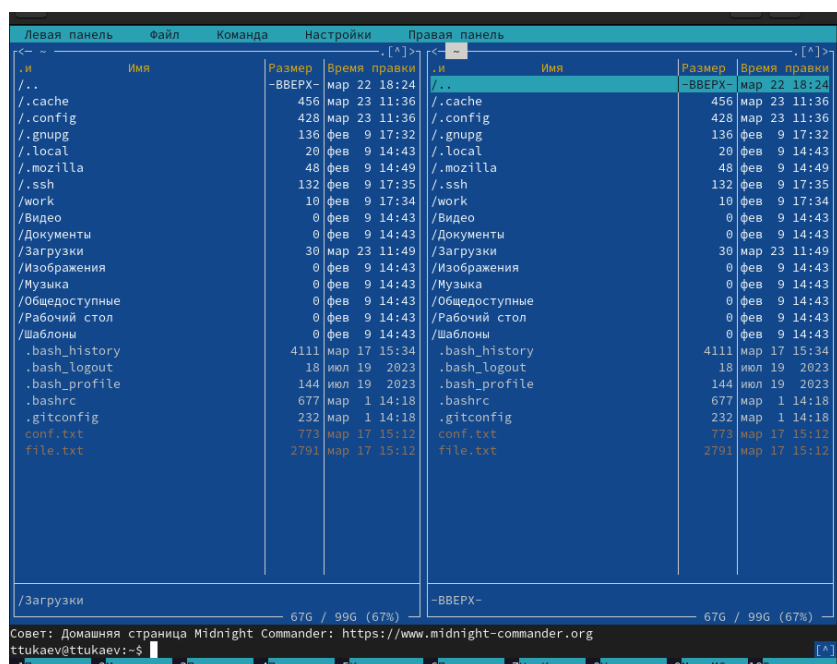 Левая панель Файл Команда Настройки Правая панель
<— ~ .[^]> <— ~ .[^]>
.и Имя Размер Время правки .и Имя Размер Время правки
/.. -ВВЕРХ- мар 22 18:24 /.. -ВВЕРХ- мар 22 18:24
/.cache 456 мар 23 11:36 /.cache 456 мар 23 11:36
/.config 428 мар 23 11:36 /.config 428 мар 23 11:36
/.gnupg 136 фев 9 17:32 /.gnupg 136 фев 9 17:32
/.local 20 фев 9 14:43 /.local 20 фев 9 14:43
/.mozilla 48 фев 9 14:49 /.mozilla 48 фев 9 14:49
/.ssh 132 фев 9 17:35 /.ssh 132 фев 9 17:35
/work 10 фев 9 17:34 /work 10 фев 9 17:34
/Видео 0 фев 9 14:43 /Видео 0 фев 9 14:43
/Документы 0 фев 9 14:43 /Документы 0 фев 9 14:43
/Загрузки 30 мар 23 11:49 /Загрузки 30 мар 23 11:49
/Изображения 0 фев 9 14:43 /Изображения 0 фев 9 14:43
/Музыка 0 фев 9 14:43 /Музыка 0 фев 9 14:43
/Общедоступные 0 фев 9 14:43 /Общедоступные 0 фев 9 14:43
/Рабочий стол 0 фев 9 14:43 /Рабочий стол 0 фев 9 14:43
/Шаблоны 0 фев 9 14:43 /Шаблоны 0 фев 9 14:43
.bash_history 4111 мар 17 15:34 .bash_history 4111 мар 17 15:34
.bash_logout 18 июл 19 2023 .bash_logout 18 июл 19 2023
.bash_profile 144 июл 19 2023 .bash_profile 144 июл 19 2023
.bashrc 677 мар 1 14:18 .bashrc 677 мар 1 14:18
.gitconfig 232 мар 1 14:18 .gitconfig 232 мар 1 14:18
conf.txt 773 мар 17 15:12 conf.txt 773 мар 17 15:12
file.txt 2791 мар 17 15:12 file.txt 2791 мар 17 15:12
/Загрузки -ВВЕРХ-
67G / 99G (67%) 67G / 99G (67%)
Совет: Домашняя страница Midnight Commander: https://www.midnight-commander.org
ttukaev@ttukaev:~$ [^]